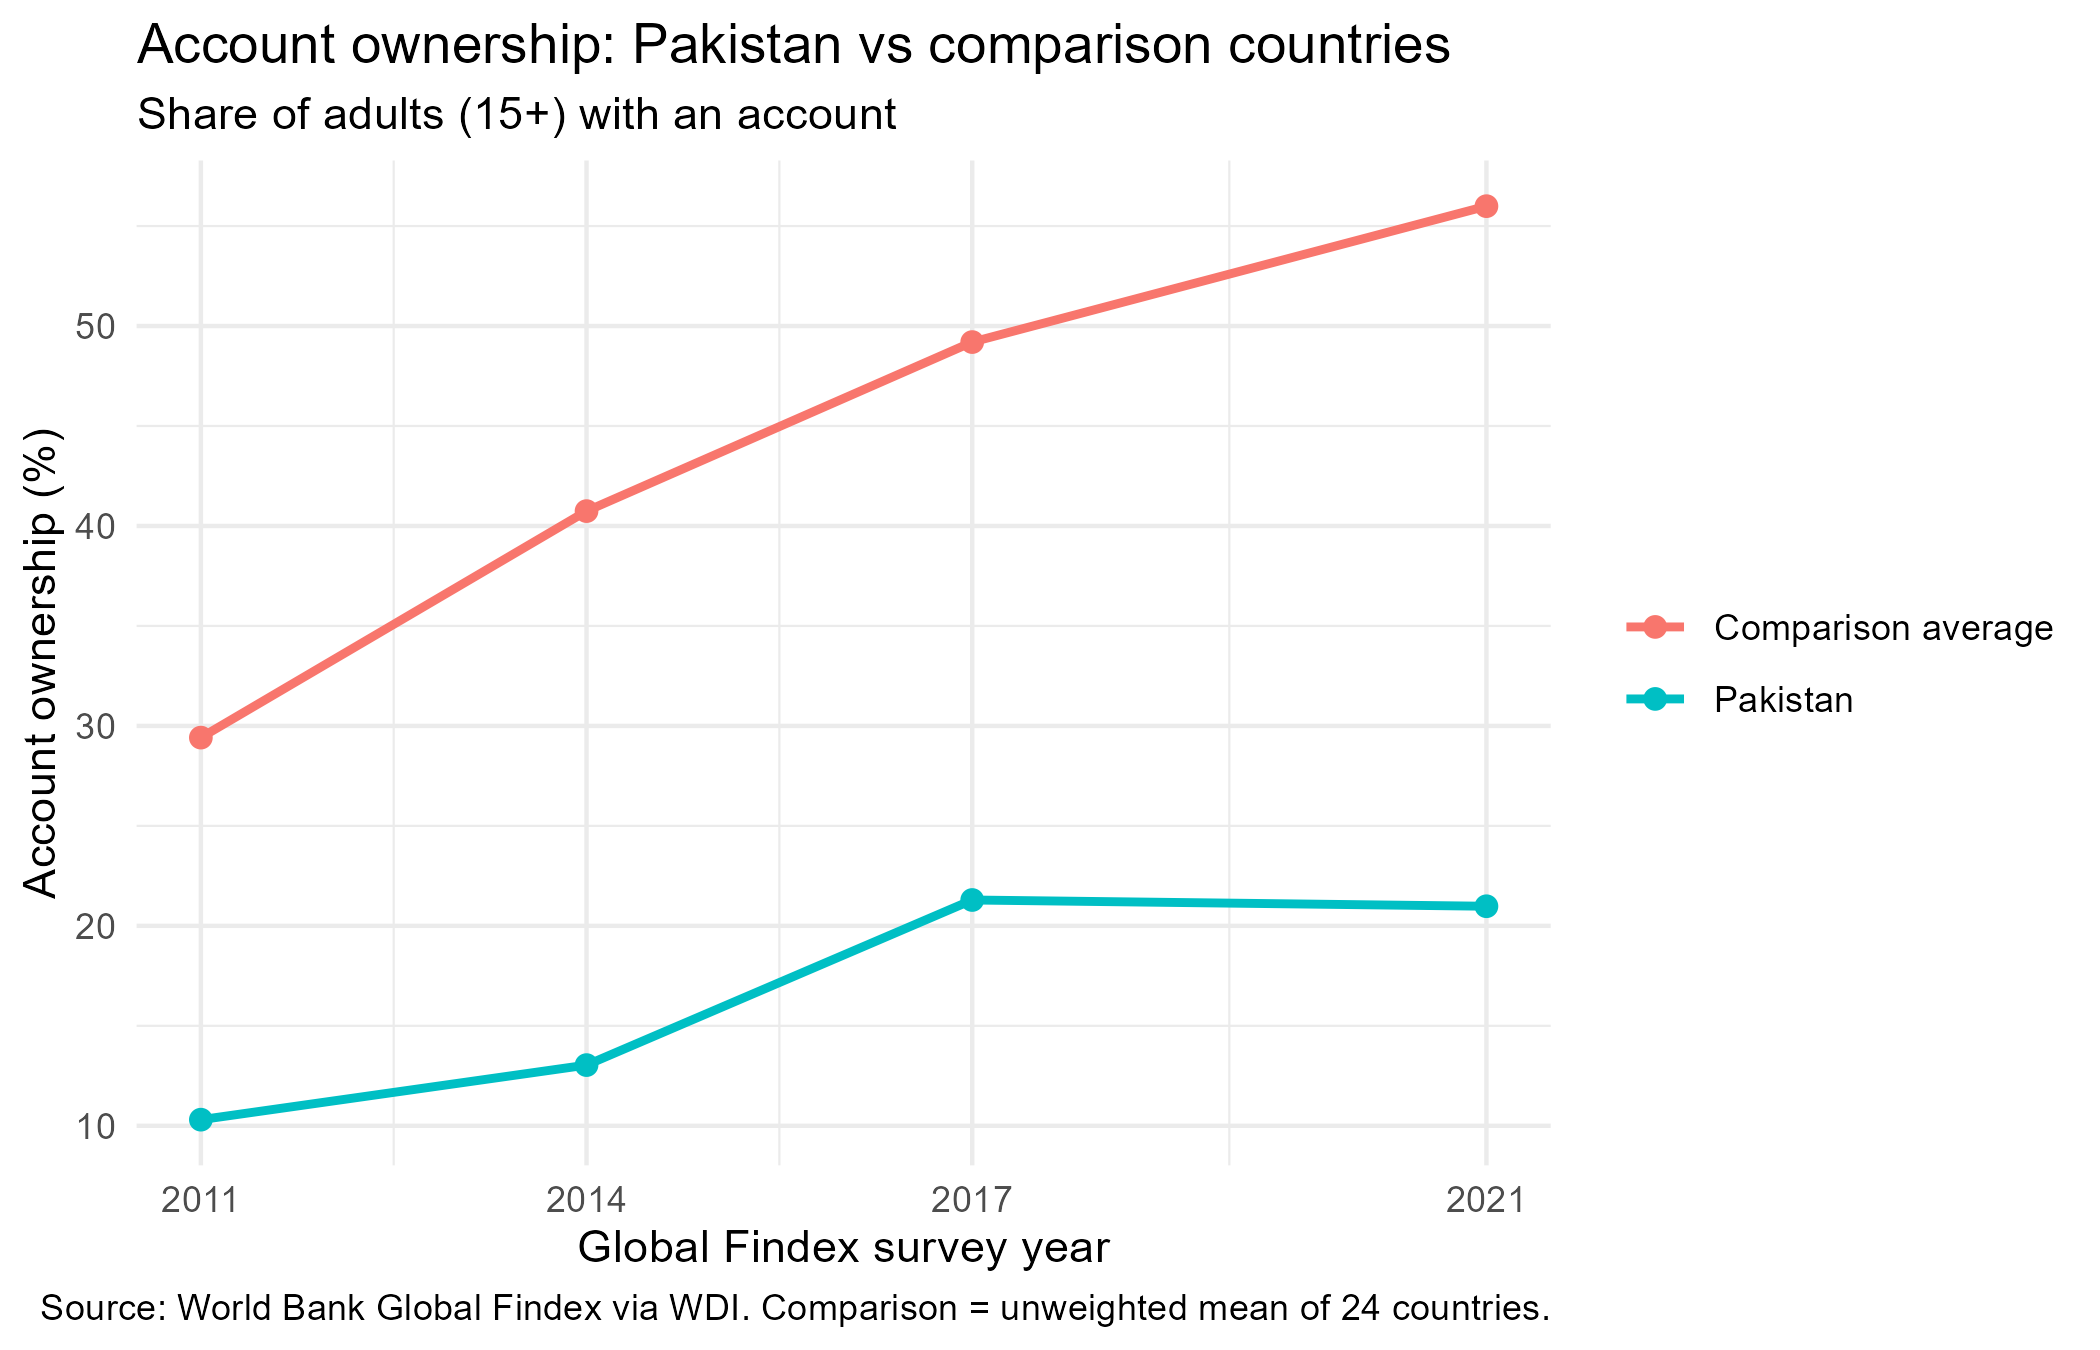 Account ownership: Pakistan vs comparison countries
Share of adults (15+) with an account
Account ownership (%)
50
40
30
20
10
2011 2014 2017 2021
Global Findex survey year
Comparison average
Pakistan
Source: World Bank Global Findex via WDI. Comparison = unweighted mean of 24 countries.